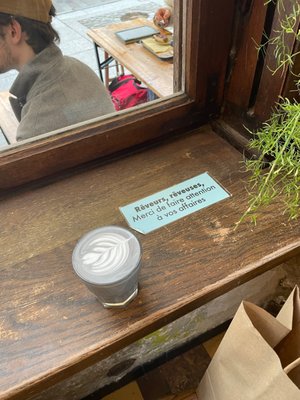 Rêveurs, rêveuses,
Merci de faire attention
à vos affaires